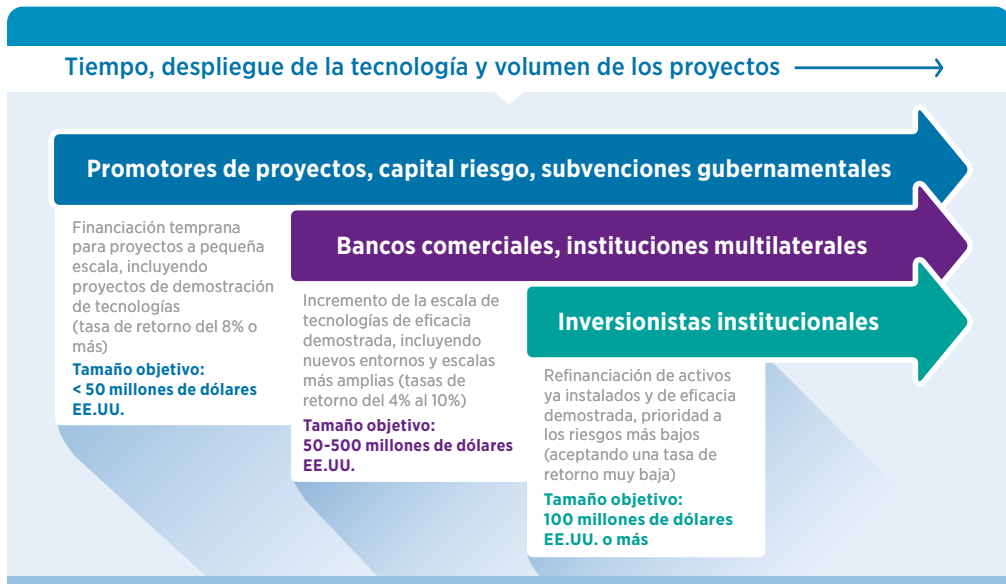 Tiempo, despliegue de la tecnología y volumen de los proyectos
Promotores de proyectos, capital riesgo, subvenciones gubernamentales
Financiación temprana
para proyectos a pequeña
escala, incluyendo
proyectos de demostración
de tecnologías
(tasa de retorno del 8% o
más)
Tamaño objetivo:
< 50 millones de dólares
EE.UU.
Bancos comerciales, instituciones multilaterales
Incremento de la escala de
tecnologías de eficacia
demostrada, incluyendo
nuevos entornos y escalas
más amplias (tasas de
retorno del 4% al 10%)
Tamaño objetivo:
50-500 millones de dólares
EE.UU.
Inversionistas institucionales
Refinanciación de activos
ya instalados y de eficacia
demostrada, prioridad a
los riesgos más bajos
(aceptando una tasa de
retorno muy baja)
Tamaño objetivo:
100 millones de dólares
EE.UU. o más